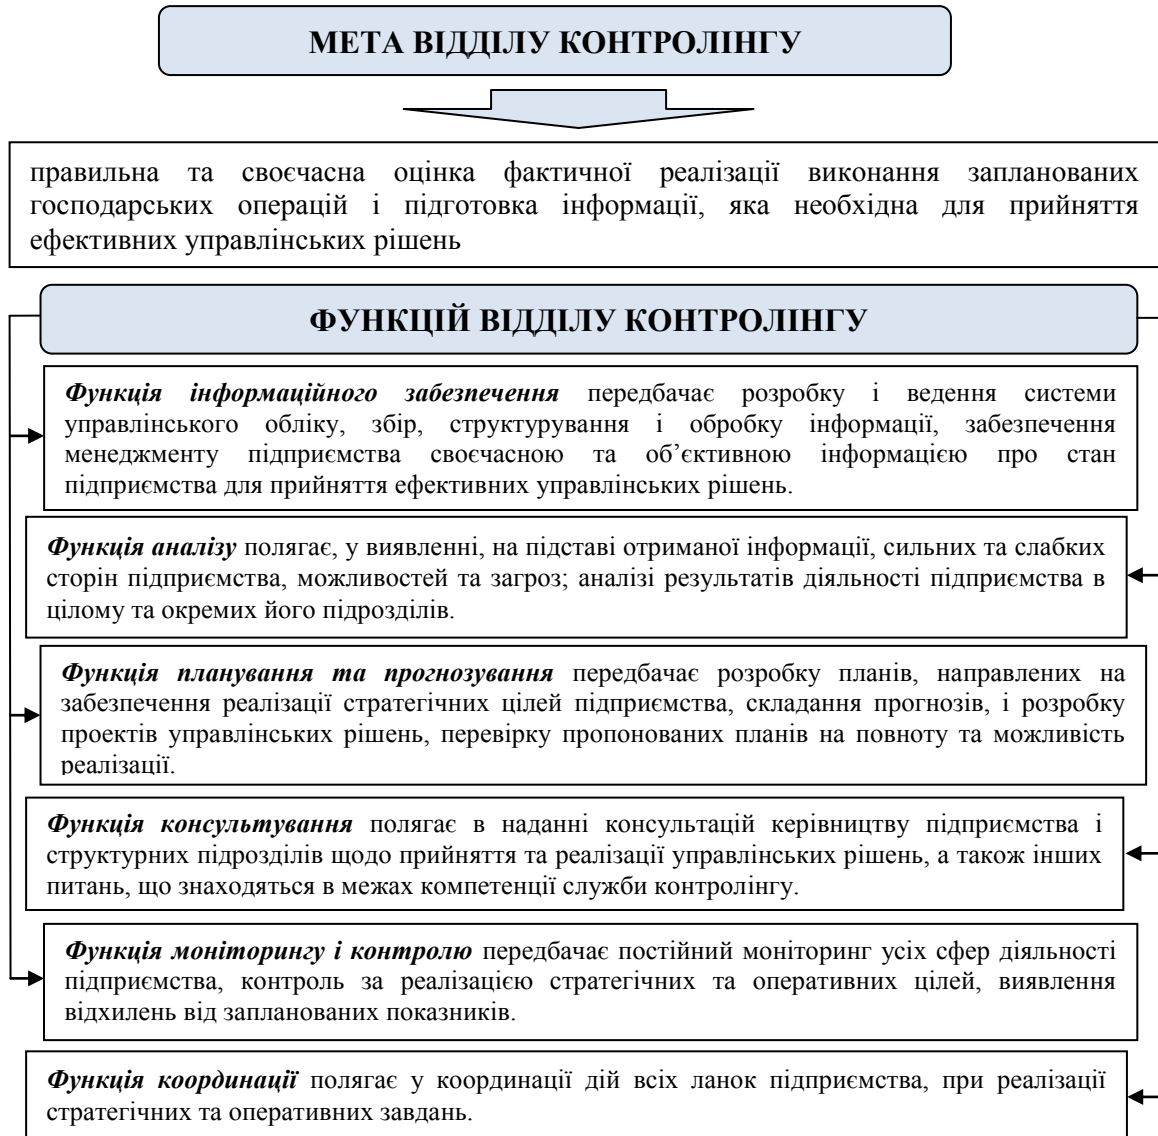 МЕТА ВІДДІЛУ КОНТРОЛІНГУ
правильна та своєчасна оцінка фактичної реалізації виконання запланованих
господарських операцій і підготовка інформації, яка необхідна для прийняття
ефективних управлінських рішень
ФУНКЦІЙ ВІДДІЛУ КОНТРОЛІНГУ
Функція інформаційного забезпечення передбачає розробку і ведення системи
управлінського обліку, збір, структурування і обробку інформації, забезпечення
менеджменту підприємства своєчасною та об’єктивною інформацією про стан
підприємства для прийняття ефективних управлінських рішень.
Функція аналізу полягає, у виявленні, на підставі отриманої інформації, сильних та слабких
сторін підприємства, можливостей та загроз; аналізі результатів діяльності підприємства в
цілому та окремих його підрозділів.
Функція планування та прогнозування передбачає розробку планів, направлених на
забезпечення реалізації стратегічних цілей підприємства, складання прогнозів, і розробку
проектів управлінських рішень, перевірку пропонованих планів на повноту та можливість
реалізації.
Функція консультування полягає в наданні консультацій керівництву підприємства і
структурних підрозділів щодо прийняття та реалізації управлінських рішень, а також інших
питань, що знаходяться в межах компетенції служби контролінгу.
Функція моніторингу і контролю передбачає постійний моніторинг усіх сфер діяльності
підприємства, контроль за реалізацією стратегічних та оперативних цілей, виявлення
відхилень від запланованих показників.
Функція координації полягає у координації дій всіх ланок підприємства, при реалізації
стратегічних та оперативних завдань.